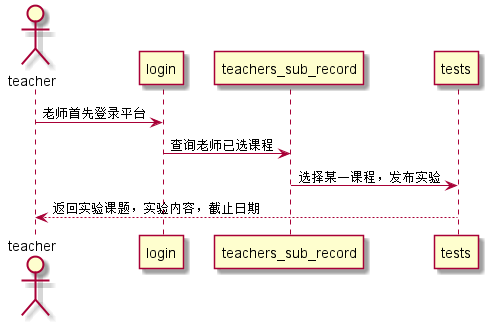 teacher
login
teachers_sub_record
tests
老师首先登录平台
查询老师已选课程
选择某一课程，发布实验
返回实验课题，实验内容，截止日期
teacher
login
teachers_sub_record
tests